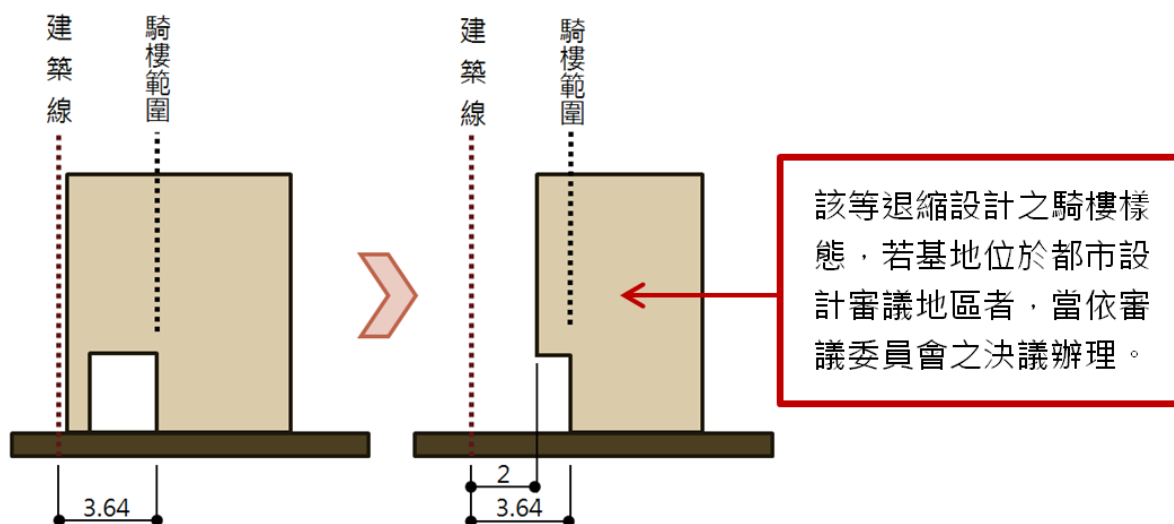 建築線
騎樓範圍
建築線
騎樓範圍
該等退縮設計之騎樓樣
態，若基地位於都市設
計審議地區者，當依審
議委員會之決議辦理。
3.64
2
3.64